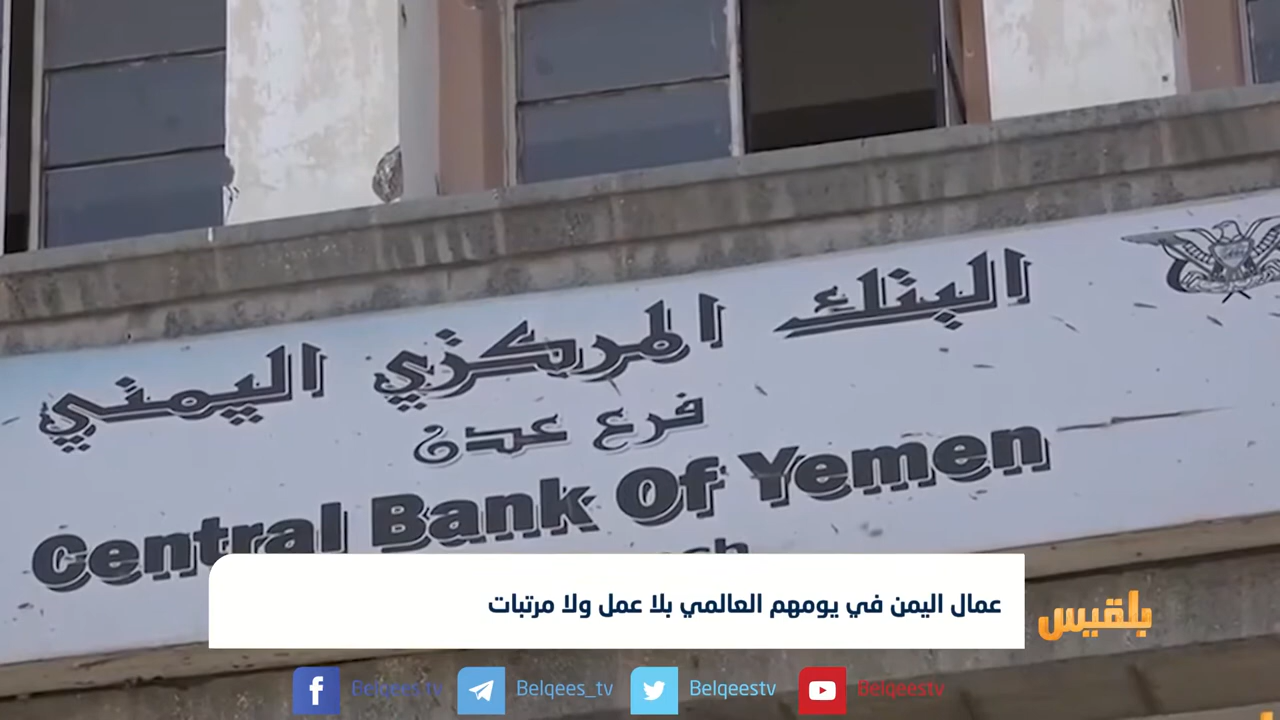 البنك المركزي اليمني
فرع عدن
Central Bank Of Yemen
عمال اليمن في يومهم العالمي بلا عمل ولا مرتبات
بلقيس
Belqees.tv
Belqees_tv
Belqeestv
Belqeestv